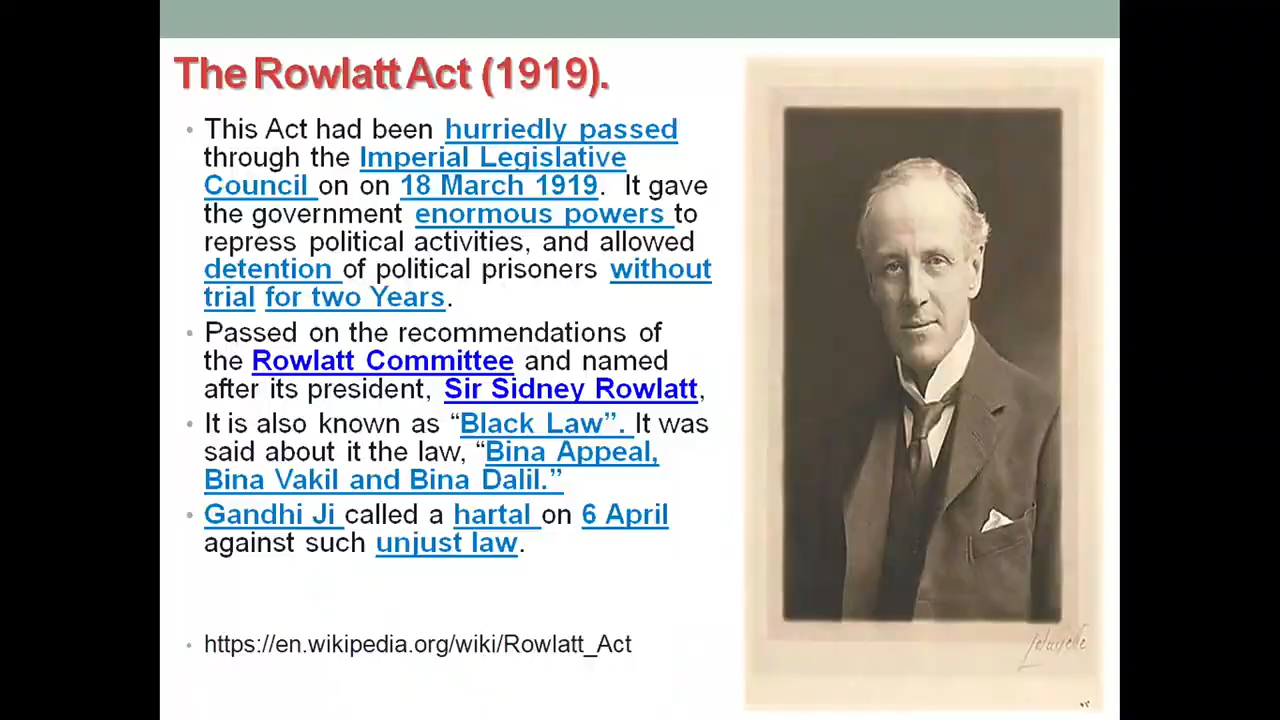 The Rowlatt Act (1919).
This Act had been hurriedly passed
through the Imperial Legislative
Council on on 18 March 1919.  It gave
the government enormous powers to
repress political activities, and allowed
detention of political prisoners without
trial for two Years.
Passed on the recommendations of
the Rowlatt Committee and named
after its president, Sir Sidney Rowlatt,
It is also known as “Black Law”. It was
said about it the law, “Bina Appeal,
Bina Vakil and Bina Dalil.”
Gandhi Ji called a hartal on 6 April
against such unjust law.
https://en.wikipedia.org/wiki/Rowlatt_Act